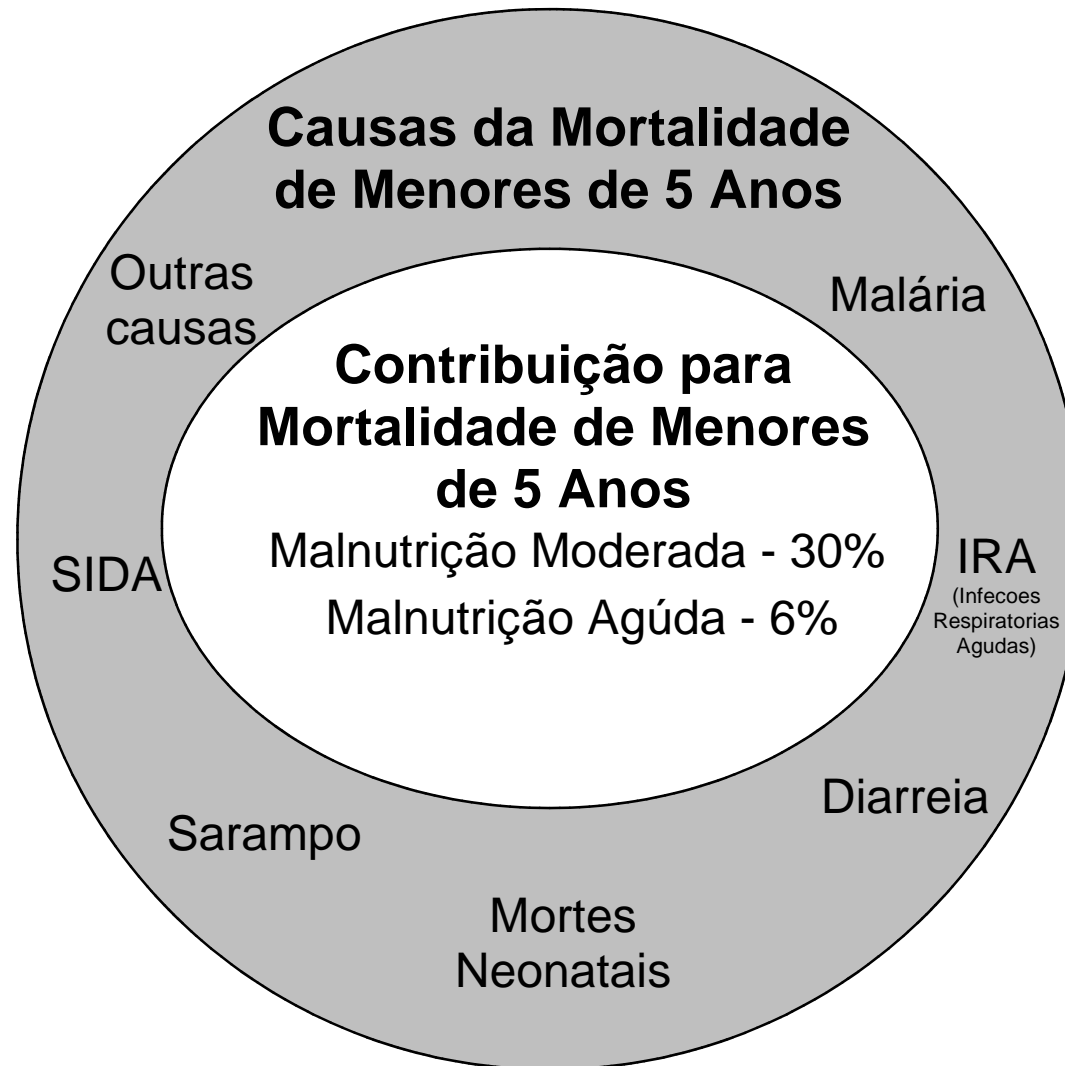 Causas da Mortalidade
de Menores de 5 Anos
Outras
causas
Malária
Contribuição para
Mortalidade de Menores
de 5 Anos
Malnutrição Moderada - 30%
Malnutrição Agúda - 6%
SIDA
IRA
(Infecoes
Respiratorias
Agudas)
Diarreia
Sarampo
Mortes
Neonatais